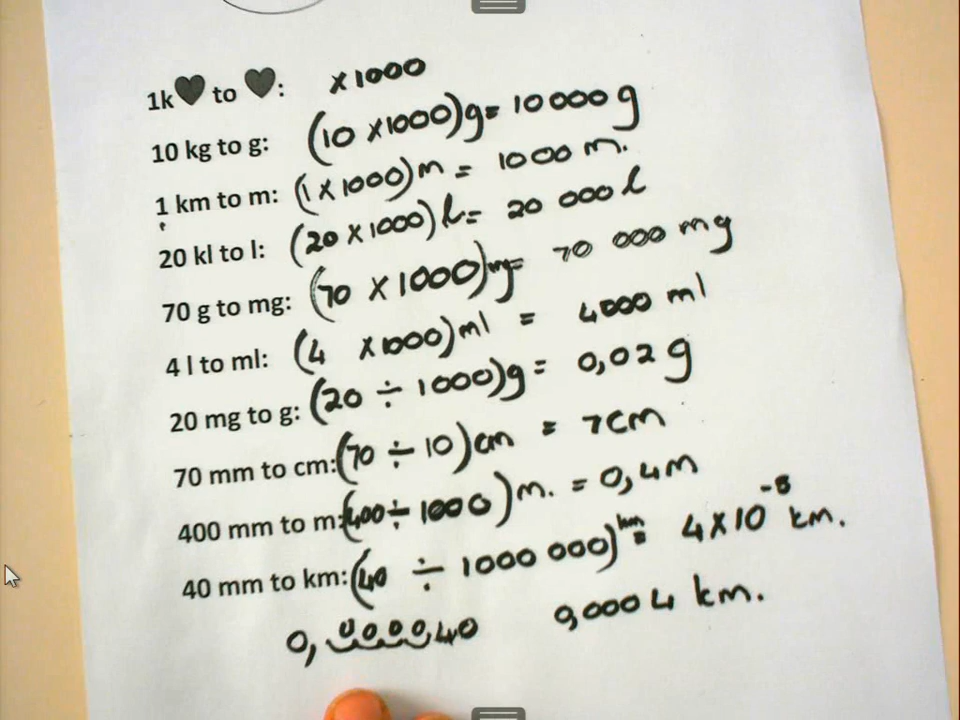 1k♥ to ♥: ×1000
10 kg to g: (10 ×1000)g= 10000 g
1 km to m: (1×1000)m = 1000 m.
20 kl to l: (20×1000)l= 20 000 l
70 g to mg: (70 ×1000)mg= 70 000 mg
4 l to ml: (4 ×1000)ml = 4000 ml
20 mg to g: (20 ÷ 1000)g = 0,02 g
70 mm to cm: (70 ÷ 10)cm = 7cm
400 mm to m: (400÷1000)m. = 0,4m
40 mm to km: (40 ÷ 1000 000)km = 4×10⁻⁵ km.
0,000040 0,0004 km.